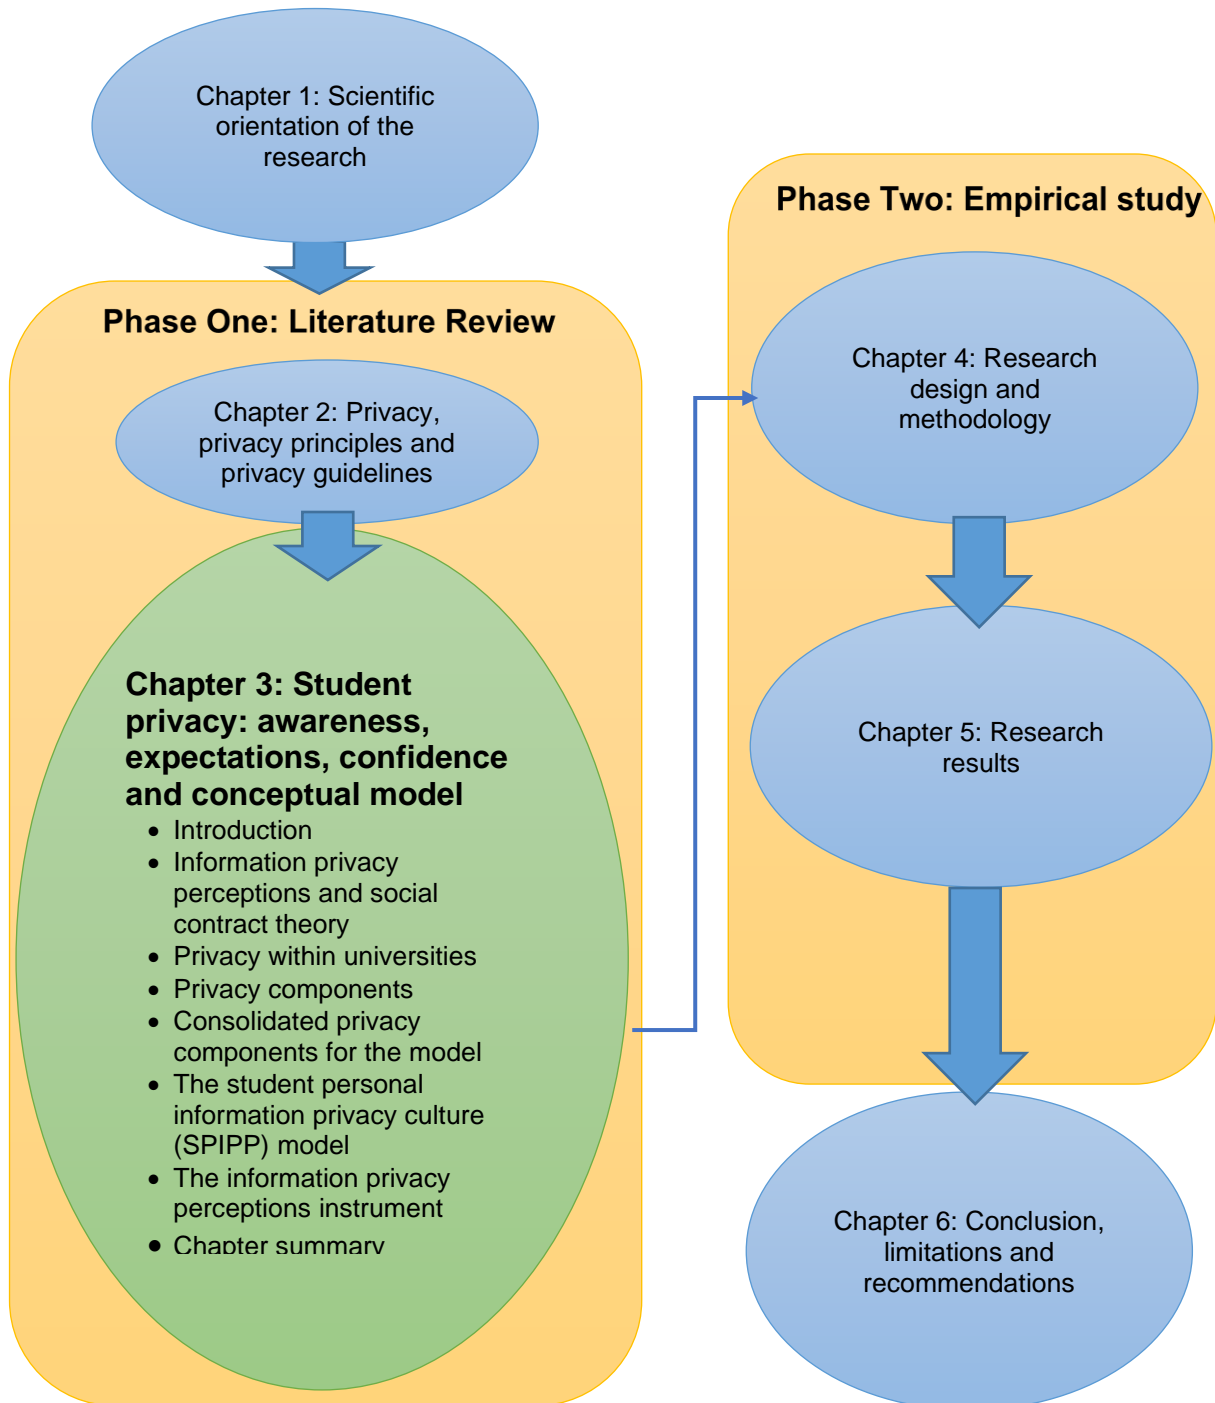 Chapter 1: Scientific
orientation of the
research
Phase One: Literature Review
Chapter 2: Privacy,
privacy principles and
privacy guidelines
Chapter 3: Student
privacy: awareness,
expectations, confidence
and conceptual model
• Introduction
• Information privacy
perceptions and social
contract theory
• Privacy within universities
• Privacy components
• Consolidated privacy
components for the model
• The student personal
information privacy culture
(SPIPP) model
• The information privacy
perceptions instrument
• Chapter summary
Phase Two: Empirical study
Chapter 4: Research
design and
methodology
Chapter 5: Research
results
Chapter 6: Conclusion,
limitations and
recommendations